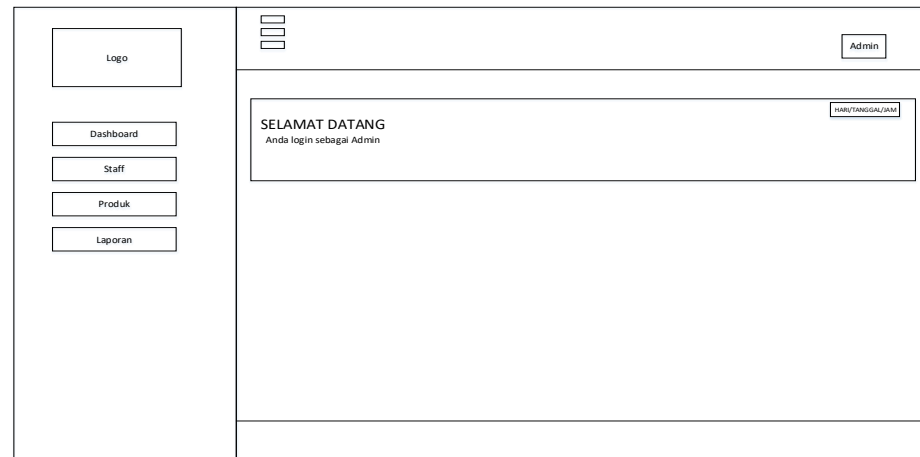 Logo
Dashboard
Staff
Produk
Laporan
Admin
HARI/TANGGAL/JAM
SELAMAT DATANG
Anda login sebagai Admin